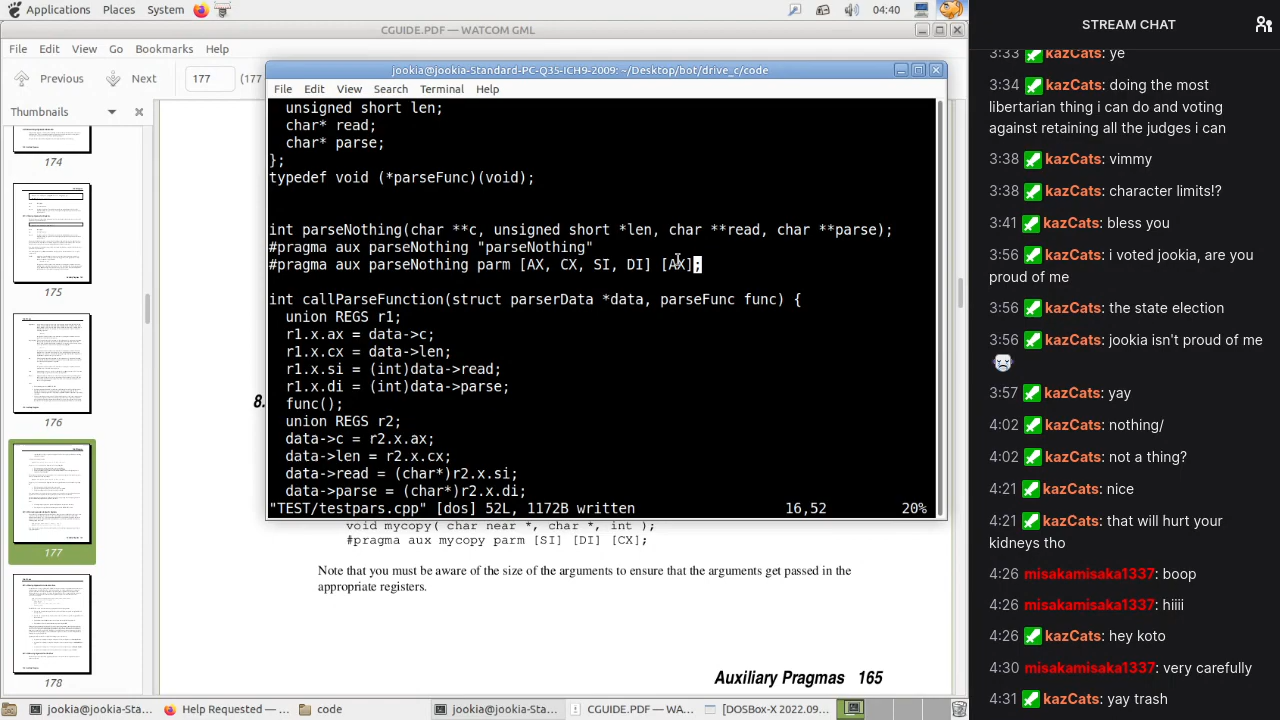 Applications Places System 04:40
CGUIDE.PDF — WATCOM GML
File Edit View Go Bookmarks Help
Previous Next 177 (177
Thumbnails
174
175
176
177
178
jookia@jookia-Standard-PC-Q35-ICH9-2009: ~/Desktop/bot/drive_c/code
File Edit View Search Terminal Help
unsigned short len;
char* read;
char* parse;
};
typedef void (*parseFunc)(void);
int parseNothing(char *c, unsigned short *len, char **read, char **parse);
#pragma aux parseNothing "parseNothing"
#pragma aux parseNothing parm [AX, CX, SI, DI] [AX];
int callParseFunction(struct parserData *data, parseFunc func) {
union REGS r1;
r1.x.ax = data->c;
r1.x.cx = data->len;
r1.x.si = (int)data->read;
r1.x.di = (int)data->parse;
func();
union REGS r2;
data->c = r2.x.ax;
data->len = r2.x.cx;
data->read = (char*)r2.x.si;
data->parse = (char*)r2.x.di;
[dos] 62L, 1172B written 20%
8.
void mycopy( char near *, char *, int );
#pragma aux mycopy parm [SI] [DI] [CX];
Note that you must be aware of the size of the arguments to ensure that the arguments get passed in the
appropriate registers.
Auxiliary Pragmas 165
jookia@jookia-Sta... Help Requested ... co jookia@jookia-Sta... CGUIDE.PDF — WA... [DOSBox-X 2022.09...
STREAM CHAT
3:33 kazCats: ye
3:34 kazCats: doing the most
libertarian thing i can do and voting
against retaining all the judges i can
3:38 kazCats: vimmy
3:38 kazCats: character limits!?
3:41 kazCats: bless you
3:56 kazCats: i voted jookia, are you
proud of me
3:56 kazCats: the state election
3:56 kazCats: jookia isn't proud of me
3:57 kazCats: yay
4:02 kazCats: nothing/
4:02 kazCats: not a thing?
4:21 kazCats: nice
4:21 kazCats: that will hurt your
kidneys tho
4:26 misakamisaka1337: boop
4:26 misakamisaka1337: hiiii
4:26 kazCats: hey koto
4:30 misakamisaka1337: very carefully
4:31 kazCats: yay trash